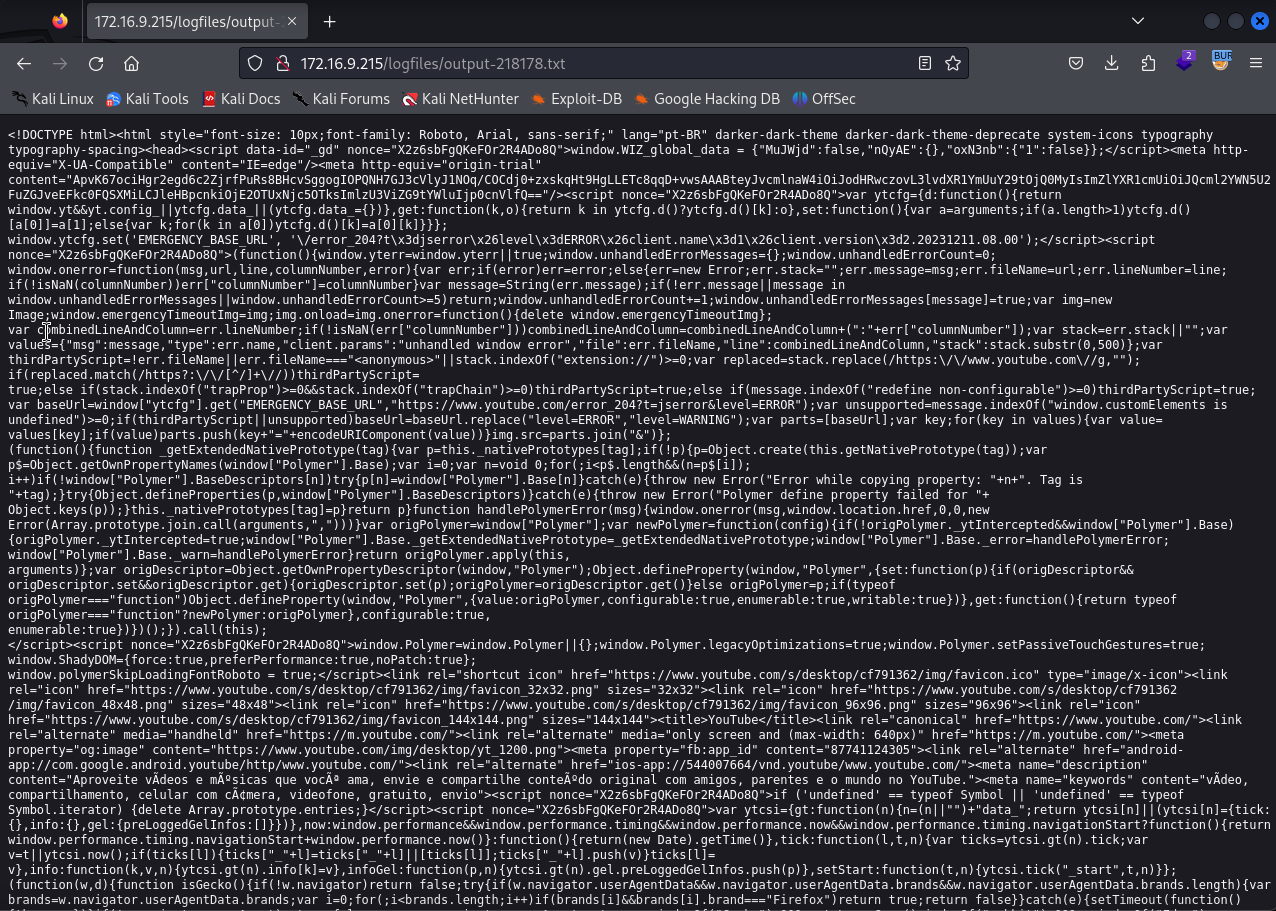 172.16.9.215/logfiles/output-
172.16.9.215/logfiles/output-218178.txt
2
BUR
Kali Linux
Kali Tools
Kali Docs
Kali Forums
Kali NetHunter
Exploit-DB
Google Hacking DB
OffSec
<!DOCTYPE html><html style="font-size: 10px;font-family: Roboto, Arial, sans-serif;" lang="pt-BR" darker-dark-theme darker-dark-theme-deprecate system-icons typography
typography-spacing><head><script data-id="_gd" nonce="X2z6sbFgQKeFOr2R4ADo8Q">window.WIZ_global_data = {"MuJWjd":false,"nQyAE":{},"oxN3nb":{"1":false}};</script><meta http-
equiv="X-UA-Compatible" content="IE=edge"/><meta http-equiv="origin-trial"
content="ApvK67ociHgr2egd6c2ZjrfPuRs8BHcvSggogIOPQNH7GJ3cVlyJ1NOq/COCdj0+zxskqHt9HgLLETc8qqD+vwsAAABteyJvcmlnaW4iOiJodHRwczovL3lvdXR1YmUuY29tOjQ0MyIsImZlYXR1cmUiOiJQcml2YWN5U2
FuZGJveEFkc0FQSXMiLCJleHBpcnkiOjE2OTUxNjc5OTksImlzU3ViZG9tYWluIjp0cnVlfQ=="/><script nonce="X2z6sbFgQKeFOr2R4ADo8Q">var ytcfg={d:function(){return
window.yt&&yt.config_||ytcfg.data_||(ytcfg.data_={})},get:function(k,o){return k in ytcfg.d()?ytcfg.d()[k]:o},set:function(){var a=arguments;if(a.length>1)ytcfg.d()
[a[0]]=a[1];else{var k;for(k in a[0])ytcfg.d()[k]=a[0][k]}}};
window.ytcfg.set('EMERGENCY_BASE_URL', '\/error_204?t\x3djserror\x26level\x3dERROR\x26client.name\x3d1\x26client.version\x3d2.20231211.08.00');</script><script
nonce="X2z6sbFgQKeFOr2R4ADo8Q">(function(){window.yterr=window.yterr||true;window.unhandledErrorMessages={};window.unhandledErrorCount=0;
window.onerror=function(msg,url,line,columnNumber,error){var err;if(error)err=error;else{err=new Error;err.stack="";err.message=msg;err.fileName=url;err.lineNumber=line;
if(!isNaN(columnNumber))err["columnNumber"]=columnNumber}var message=String(err.message);if(!err.message||message in
window.unhandledErrorMessages||window.unhandledErrorCount>=5)return;window.unhandledErrorCount+=1;window.unhandledErrorMessages[message]=true;var img=new
Image;window.emergencyTimeoutImg=img;img.onload=img.onerror=function(){delete window.emergencyTimeoutImg};
var combinedLineAndColumn=err.lineNumber;if(!isNaN(err["columnNumber"]))combinedLineAndColumn=combinedLineAndColumn+(":"+err["columnNumber"]);var stack=err.stack||"";var
values={"msg":message,"type":err.name,"client.params":"unhandled window error","file":err.fileName,"line":combinedLineAndColumn,"stack":stack.substr(0,500)};var
thirdPartyScript=!err.fileName||err.fileName==="<anonymous>"||stack.indexOf("extension://")>=0;var replaced=stack.replace(/https:\/\/www.youtube.com\//g,"");
if(replaced.match(/https?:\/\/[^/]+\//))thirdPartyScript=
true;else if(stack.indexOf("trapProp")>=0&&stack.indexOf("trapChain")>=0)thirdPartyScript=true;else if(message.indexOf("redefine non-configurable")>=0)thirdPartyScript=true;
var baseUrl=window["ytcfg"].get("EMERGENCY_BASE_URL","https://www.youtube.com/error_204?t=jserror&level=ERROR");var unsupported=message.indexOf("window.customElements is
undefined")>=0;if(thirdPartyScript||unsupported)baseUrl=baseUrl.replace("level=ERROR","level=WARNING");var parts=[baseUrl];var key;for(key in values){var value=
values[key];if(value)parts.push(key+"="+encodeURIComponent(value))}img.src=parts.join("&")};
(function(){function _getExtendedNativePrototype(tag){var p=this._nativePrototypes[tag];if(!p){p=Object.create(this.getNativePrototype(tag));var
p$=Object.getOwnPropertyNames(window["Polymer"].Base);var i=0;var n=void 0;for(;i<p$.length&&(n=p$[i]);
i++)if(!window["Polymer"].BaseDescriptors[n])try{p[n]=window["Polymer"].Base[n]}catch(e){throw new Error("Error while copying property: "+n+". Tag is
"+tag);}try{Object.defineProperties(p,window["Polymer"].BaseDescriptors)}catch(e){throw new Error("Polymer define property failed for "+
Object.keys(p));}this._nativePrototypes[tag]=p}return p}function handlePolymerError(msg){window.onerror(msg,window.location.href,0,0,new
Error(Array.prototype.join.call(arguments,",")))}var origPolymer=window["Polymer"];var newPolymer=function(config){if(!origPolymer._ytIntercepted&&window["Polymer"].Base)
{origPolymer._ytIntercepted=true;window["Polymer"].Base._getExtendedNativePrototype=_getExtendedNativePrototype;window["Polymer"].Base._error=handlePolymerError;
window["Polymer"].Base._warn=handlePolymerError}return origPolymer.apply(this,
arguments)};var origDescriptor=Object.getOwnPropertyDescriptor(window,"Polymer");Object.defineProperty(window,"Polymer",{set:function(p){if(origDescriptor&&
origDescriptor.set&&origDescriptor.get){origDescriptor.set(p);origPolymer=origDescriptor.get()}else origPolymer=p;if(typeof
origPolymer==="function")Object.defineProperty(window,"Polymer",{value:origPolymer,configurable:true,enumerable:true,writable:true})},get:function(){return typeof
origPolymer==="function"?newPolymer:origPolymer},configurable:true,
enumerable:true})})();}).call(this);
</script><script nonce="X2z6sbFgQKeFOr2R4ADo8Q">window.Polymer=window.Polymer||{};window.Polymer.legacyOptimizations=true;window.Polymer.setPassiveTouchGestures=true;
window.ShadyDOM={force:true,preferPerformance:true,noPatch:true};
window.polymerSkipLoadingFontRoboto = true;</script><link rel="shortcut icon" href="https://www.youtube.com/s/desktop/cf791362/img/favicon.ico" type="image/x-icon"><link
rel="icon" href="https://www.youtube.com/s/desktop/cf791362/img/favicon_32x32.png" sizes="32x32"><link rel="icon" href="https://www.youtube.com/s/desktop/cf791362
/img/favicon_48x48.png" sizes="48x48"><link rel="icon" href="https://www.youtube.com/s/desktop/cf791362/img/favicon_96x96.png" sizes="96x96"><link rel="icon"
href="https://www.youtube.com/s/desktop/cf791362/img/favicon_144x144.png" sizes="144x144"><title>YouTube</title><link rel="canonical" href="https://www.youtube.com/"><link
rel="alternate" media="handheld" href="https://m.youtube.com/"><link rel="alternate" media="only screen and (max-width: 640px)" href="https://m.youtube.com/"><meta
property="og:image" content="https://www.youtube.com/img/desktop/yt_1200.png"><meta property="fb:app_id" content="87741124305"><link rel="alternate" href="android-
app://com.google.android.youtube/http/www.youtube.com/"><link rel="alternate" href="ios-app://544007664/vnd.youtube/www.youtube.com/"><meta name="description"
content="Aproveite vÃdeos e mÃºsicas que vocÃª ama, envie e compartilhe conteÃºdo original com amigos, parentes e o mundo no YouTube."><meta name="keywords" content="vÃdeo,
compartilhamento, celular com cÃ¢mera, videofone, gratuito, envio"><script nonce="X2z6sbFgQKeFOr2R4ADo8Q">if ('undefined' == typeof Symbol || 'undefined' == typeof
Symbol.iterator) {delete Array.prototype.entries;}</script><script nonce="X2z6sbFgQKeFOr2R4ADo8Q">var ytcsi={gt:function(n){n=(n||"")+"data_";return ytcsi[n]||(ytcsi[n]={tick:
{},info:{},gel:{preLoggedGelInfos:[]}})},now:window.performance&&window.performance.timing&&window.performance.now&&window.performance.timing.navigationStart?function(){return
window.performance.timing.navigationStart+window.performance.now()}:function(){return(new Date).getTime()},tick:function(l,t,n){var ticks=ytcsi.gt(n).tick;var
v=t||ytcsi.now();if(ticks[l]){ticks["_"+l]=ticks["_"+l]||[ticks[l]];ticks["_"+l].push(v)}ticks[l]=
v},info:function(k,v,n){ytcsi.gt(n).info[k]=v},infoGel:function(p,n){ytcsi.gt(n).gel.preLoggedGelInfos.push(p)},setStart:function(t,n){ytcsi.tick("_start",t,n)}};
(function(w,d){function isGecko(){if(!w.navigator)return false;try{if(w.navigator.userAgentData&&w.navigator.userAgentData.brands&&w.navigator.userAgentData.brands.length){var
brands=w.navigator.userAgentData.brands;var i=0;for(;i<brands.length;i++)if(brands[i]&&brands[i].brand==="Firefox")return true;return false}}catch(e){setTimeout(function()